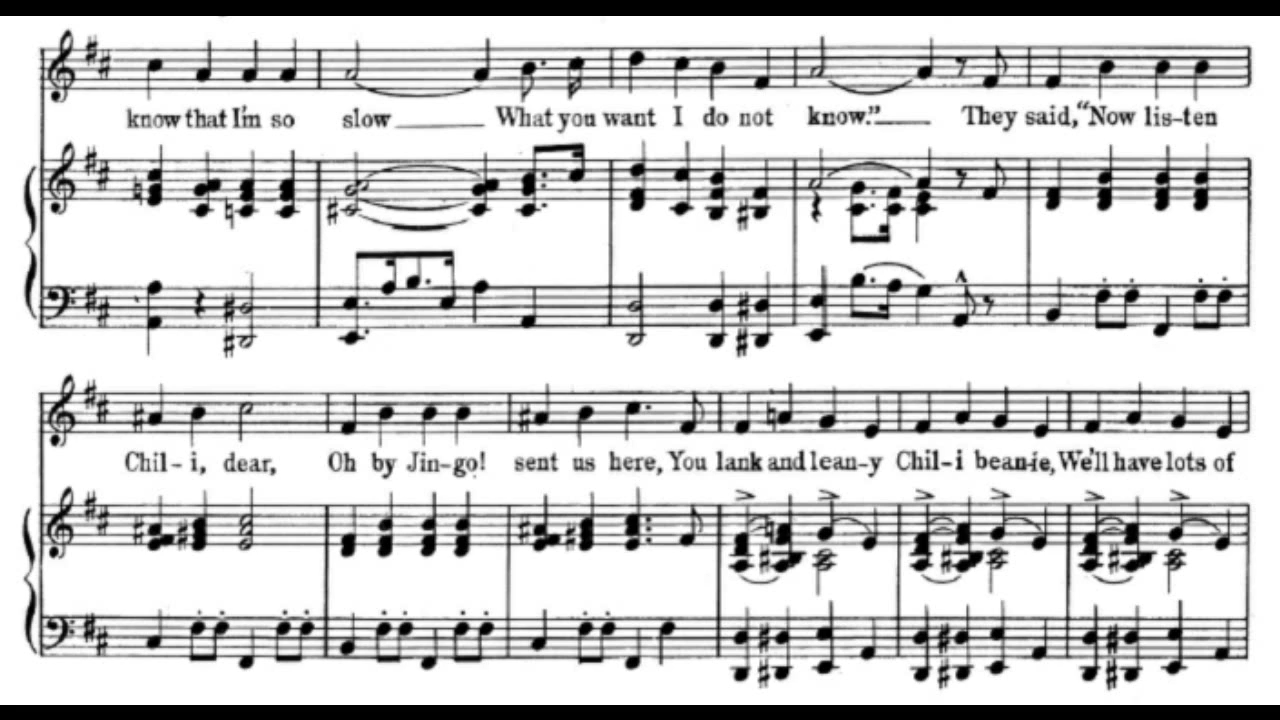 know that I'm so slow What you want I do not know." They said, "Now lis-ten
Chil-i, dear, Oh by Jin-go! sent us here, You lank and lean-y Chil-i bean-ie, We'll have lots of